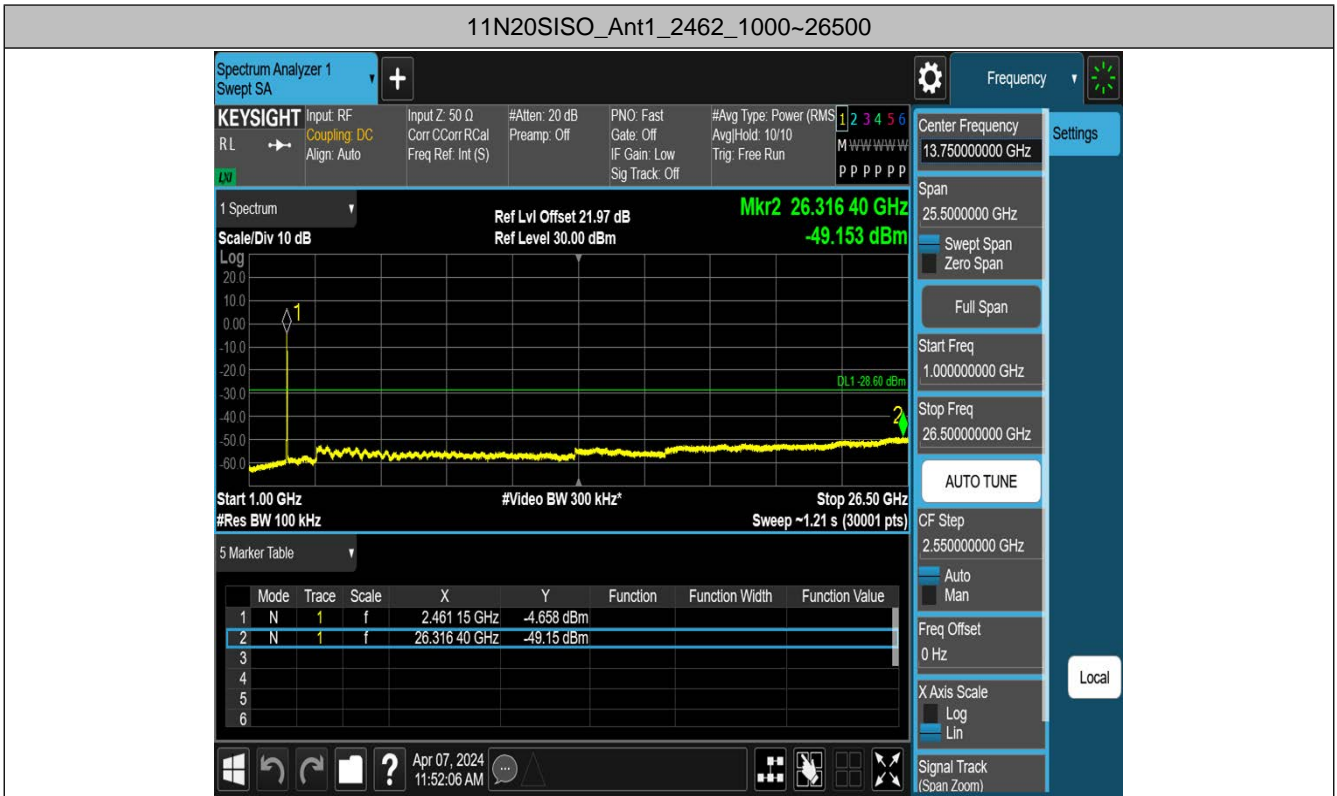 11N20SISO_Ant1_2462_1000~26500
Spectrum Analyzer 1
Swept SA
+
Frequency
KEYSIGHT
RL
LXI
Input: RF
Coupling: DC
Align: Auto
Input Z: 50 Ω
Corr CCorr RCal
Freq Ref: Int (S)
#Atten: 20 dB
Preamp: Off
PNO: Fast
Gate: Off
IF Gain: Low
Sig Track: Off
#Avg Type: Power (RMS
Avg|Hold: 10/10
Trig: Free Run
1 2 3 4 5 6
M W W W W W
P P P P P P
1 Spectrum
Scale/Div 10 dB
Ref Lvl Offset 21.97 dB
Ref Level 30.00 dBm
Mkr2 26.316 40 GHz
-49.153 dBm
Log
20.0
10.0
0.00
-10.0
-20.0
-30.0
-40.0
-50.0
-60.0
1
2
DL1 -28.60 dBm
Start 1.00 GHz
#Res BW 100 kHz
#Video BW 300 kHz*
Stop 26.50 GHz
Sweep ~1.21 s (30001 pts)
5 Marker Table
Mode Trace Scale X Y Function Function Width Function Value
1 N 1 f 2.461 15 GHz -4.658 dBm
2 N 1 f 26.316 40 GHz -49.15 dBm
3
4
5
6
?
Apr 07, 2024
11:52:06 AM
Center Frequency
13.750000000 GHz
Settings
Span
25.5000000 GHz
Swept Span
Zero Span
Full Span
Start Freq
1.000000000 GHz
Stop Freq
26.500000000 GHz
AUTO TUNE
CF Step
2.550000000 GHz
Auto
Man
Freq Offset
0 Hz
X Axis Scale
Log
Lin
Local
Signal Track
(Span Zoom)